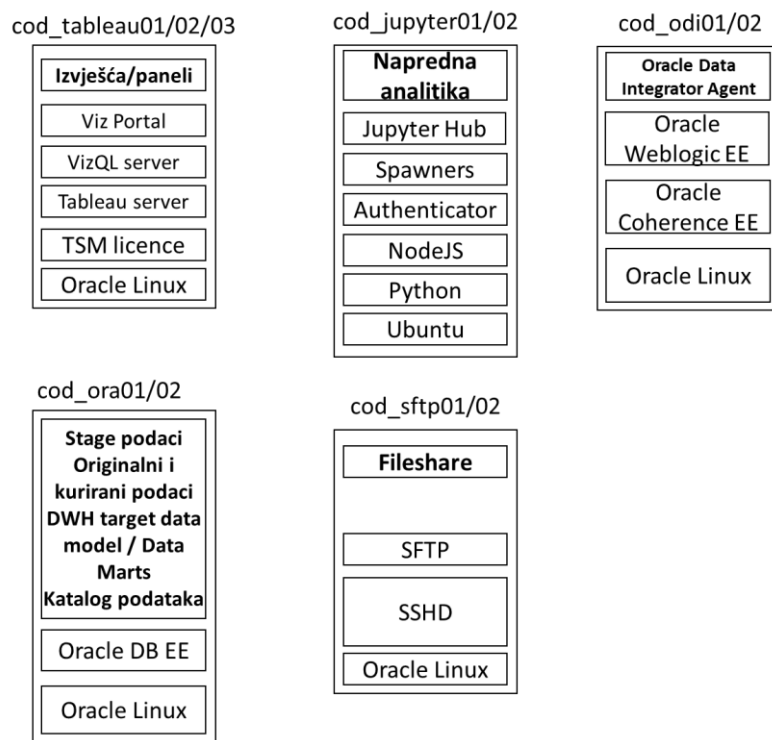 cod_tableau01/02/03
Izvješća/paneli
Viz Portal
VizQL server
Tableau server
TSM licence
Oracle Linux
cod_jupyter01/02
Napredna
analitika
Jupyter Hub
Spawners
Authenticator
NodeJS
Python
Ubuntu
cod_odi01/02
Oracle Data
Integrator Agent
Oracle
Weblogic EE
Oracle
Coherence EE
Oracle Linux
cod_ora01/02
Stage podaci
Originalni i
kurirani podaci
DWH target data
model / Data
Marts
Katalog podataka
Oracle DB EE
Oracle Linux
cod_sftp01/02
Fileshare
SFTP
SSHD
Oracle Linux